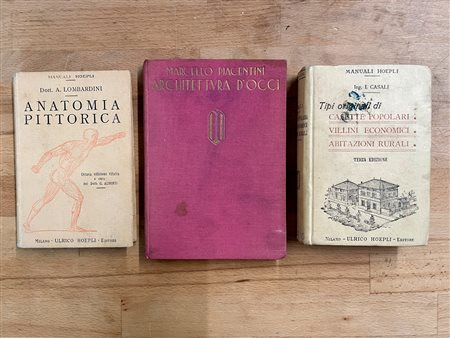 MANUALI HOEPLI
Dott. A. LOMBARDINI
ANATOMIA
PITTORICA
MILANO - ULRICO HOEPLI - EDITORE
MARCELLO PIACENTINI
ARCHITETTVRA D'OGGI
MANUALI HOEPLI
Ing. I. CASALI
Tipi originali di
CASETTE POPOLARI
VILLINI ECONOMICI
ABITAZIONI RURALI
TERZA EDIZIONE
MILANO - ULRICO HOEPLI - EDITORE